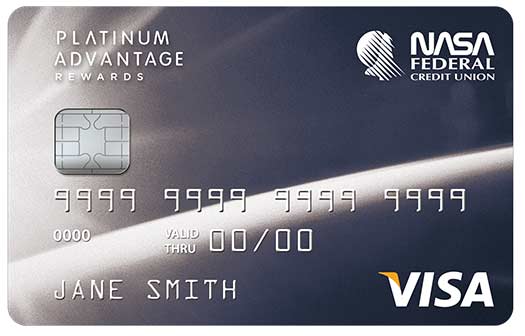 PLATINUM
ADVANTAGE
REWARDS
NASA
FEDERAL
CREDIT UNION
9999 9999 9999 9999
0000 VALID THRU 00/00
JANE SMITH
VISA